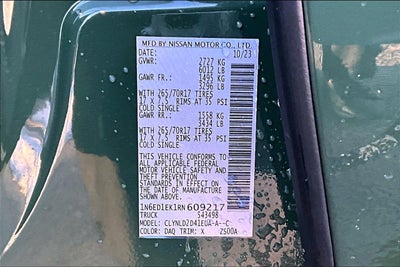 MFD BY NISSAN MOTOR CO., LTD.
DATE: 10/23
GVWR: 2727 KG
6012 LB
GAWR FR: 1495 KG
3296 LB
WITH 265/70R17 TIRES
17 X 7.5 RIMS AT 35 PSI
COLD SINGLE
GAWR RR: 1558 KG
3434 LB
WITH 265/70R17 TIRES
17 X 7.5 RIMS AT 35 PSI
COLD SINGLE
THIS VEHICLE CONFORMS TO
ALL APPLICABLE FEDERAL
MOTOR VEHICLE SAFETY AND
THEFT PREVENTION
STANDARDS IN EFFECT ON
THE DATE OF MANUFACTURE
SHOWN ABOVE.
1N6ED1EK1RN609217
TRUCK S43498
MODEL:
COLOR: DAQ TRIM: X